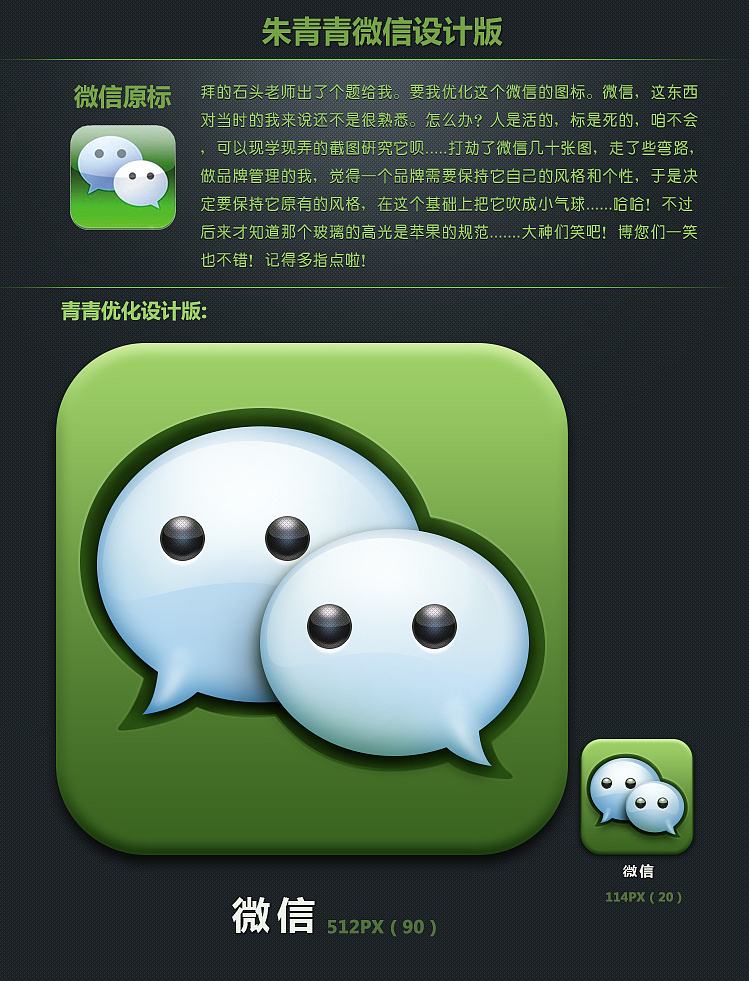 朱青青微信设计版
微信原标
拜的石头老师出了个题给我。要我优化这个微信的图标。微信，这东西
对当时的我来说还不是很熟悉。怎么办？人是活的，标是死的，咱不会
，可以现学现弄的截图研究它呗.....打劫了微信几十张图，走了些弯路，
做品牌管理的我，觉得一个品牌需要保持它自己的风格和个性，于是决
定要保持它原有的风格，在这个基础上把它吹成小气球......哈哈！不过
后来才知道那个玻璃的高光是苹果的规范.......大神们笑吧！博您们一笑
也不错！记得多指点啦！
青青优化设计版:
微信
114PX ( 20 )
微信 512PX ( 90 )